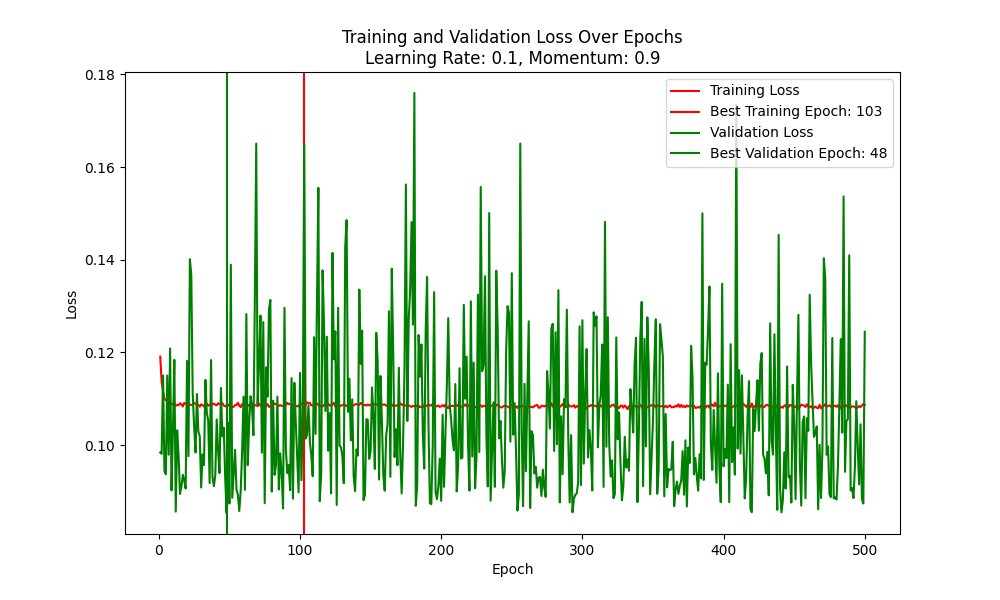 Training and Validation Loss Over Epochs
Learning Rate: 0.1, Momentum: 0.9
Training Loss
Best Training Epoch: 103
Validation Loss
Best Validation Epoch: 48
Loss
0.18
0.16
0.14
0.12
0.10
0
100
200
300
400
500
Epoch